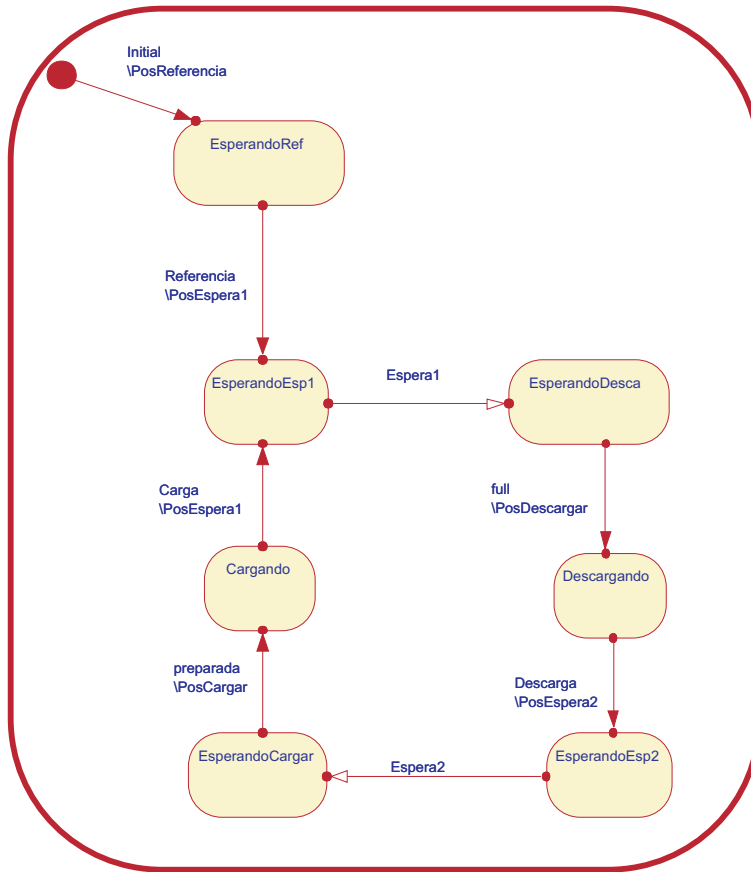 Initial
\PosReferencia
EsperandoRef
Referencia
\PosEspera1
EsperandoEsp1
Espera1
EsperandoDesca
Carga
\PosEspera1
full
\PosDescargar
Cargando
Descargando
preparada
\PosCargar
Descarga
\PosEspera2
EsperandoCargar
Espera2
EsperandoEsp2